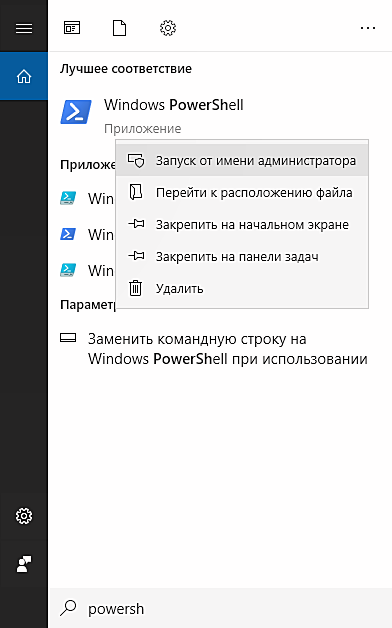 Лучшее соответствие
Windows PowerShell
Приложение
Запуск от имени администратора
Приложе
Перейти к расположению файла
Win
Закрепить на начальном экране
Win
Закрепить на панели задач
Win
Удалить
Параметр
Заменить командную строку на
Windows PowerShell при использовании
powersh